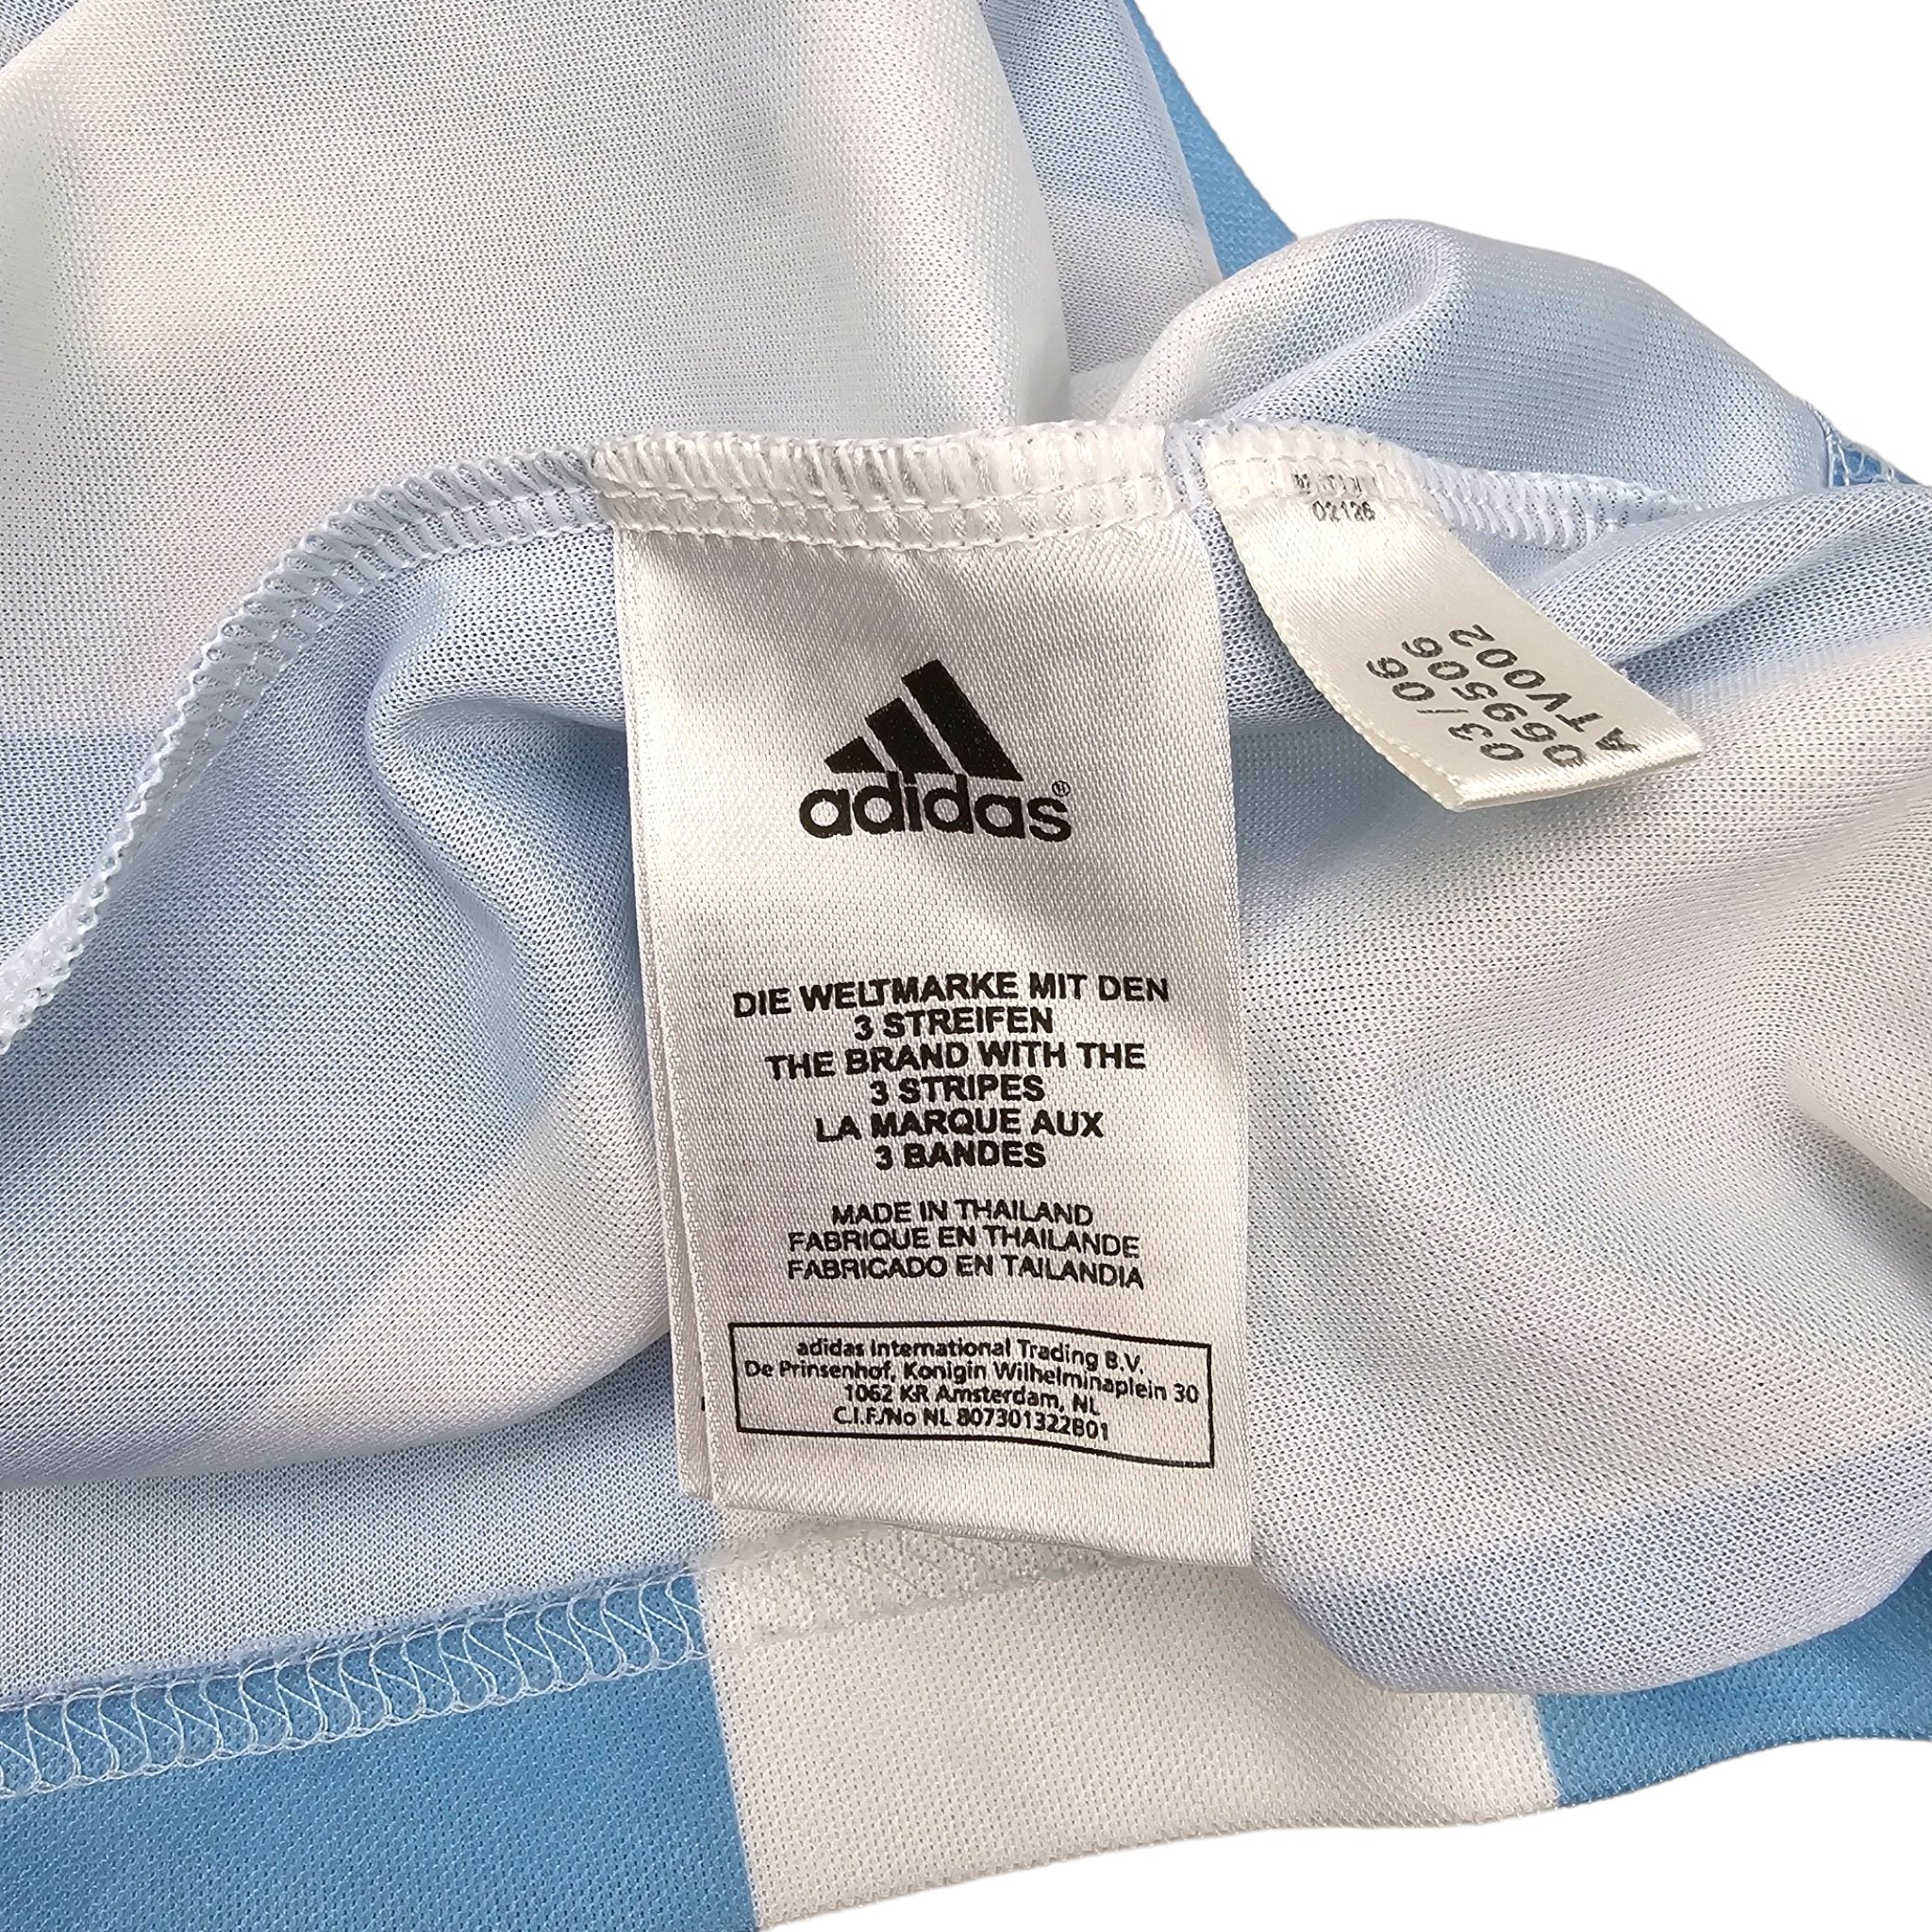 adidas®
DIE WELTMARKE MIT DEN
3 STREIFEN
THE BRAND WITH THE
3 STRIPES
LA MARQUE AUX
3 BANDES
MADE IN THAILAND
FABRIQUE EN THAILANDE
FABRICADO EN TAILANDIA
adidas International Trading B.V.
De Prinsenhof, Konigin Wilhelminaplein 30
1062 KR Amsterdam, NL
C.I.F./No NL 807301322B01
02126
03/06
069506
ATV002